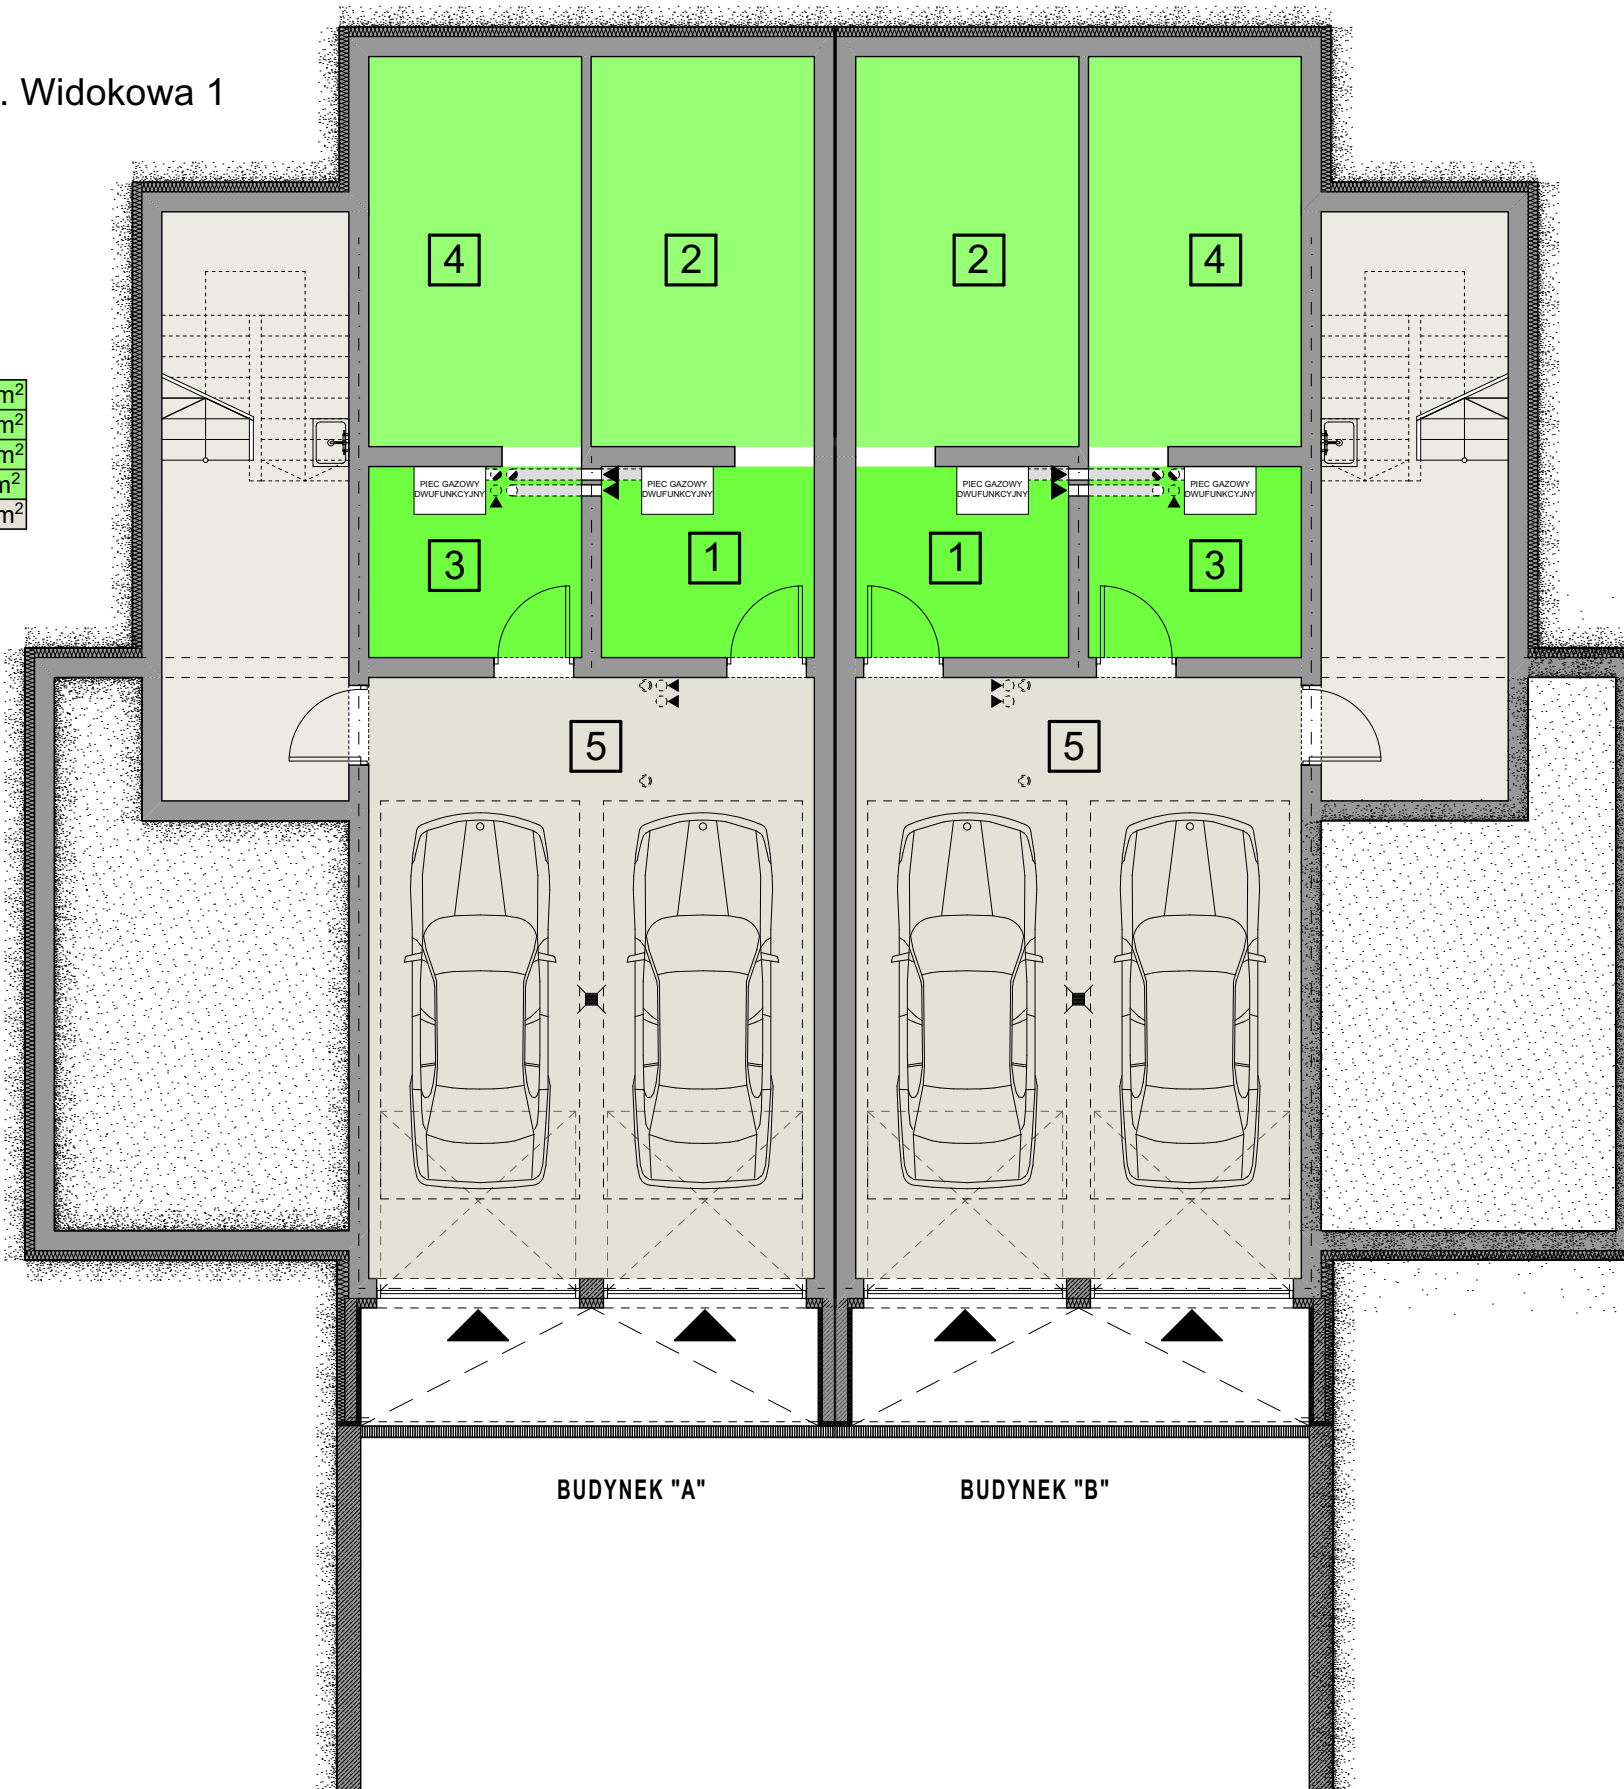 . Widokowa 1
4
2
2
4
m²
m²
m²
m²
m²
PIEC GAZOWY
DWUFUNKCYJNY
PIEC GAZOWY
DWUFUNKCYJNY
PIEC GAZOWY
DWUFUNKCYJNY
PIEC GAZOWY
DWUFUNKCYJNY
3
1
1
3
5
5
BUDYNEK "A"
BUDYNEK "B"